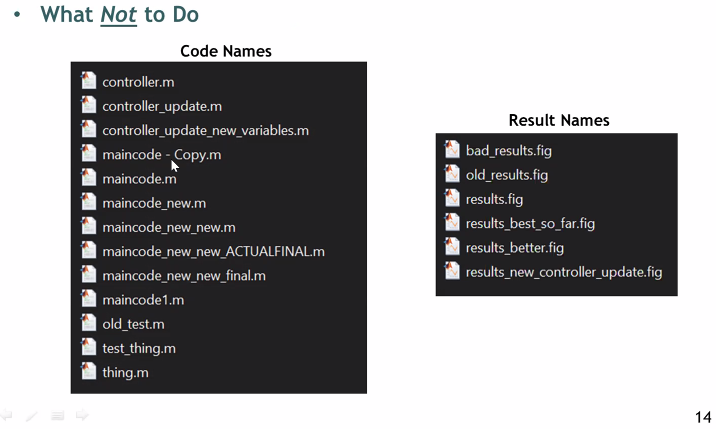 • What Not to Do
Code Names
controller.m
controller_update.m
controller_update_new_variables.m
maincode - Copy.m
maincode.m
maincode_new.m
maincode_new_new.m
maincode_new_new_ACTUALFINAL.m
maincode_new_new_final.m
maincode1.m
old_test.m
test_thing.m
thing.m
Result Names
bad_results.fig
old_results.fig
results.fig
results_best_so_far.fig
results_better.fig
results_new_controller_update.fig
14